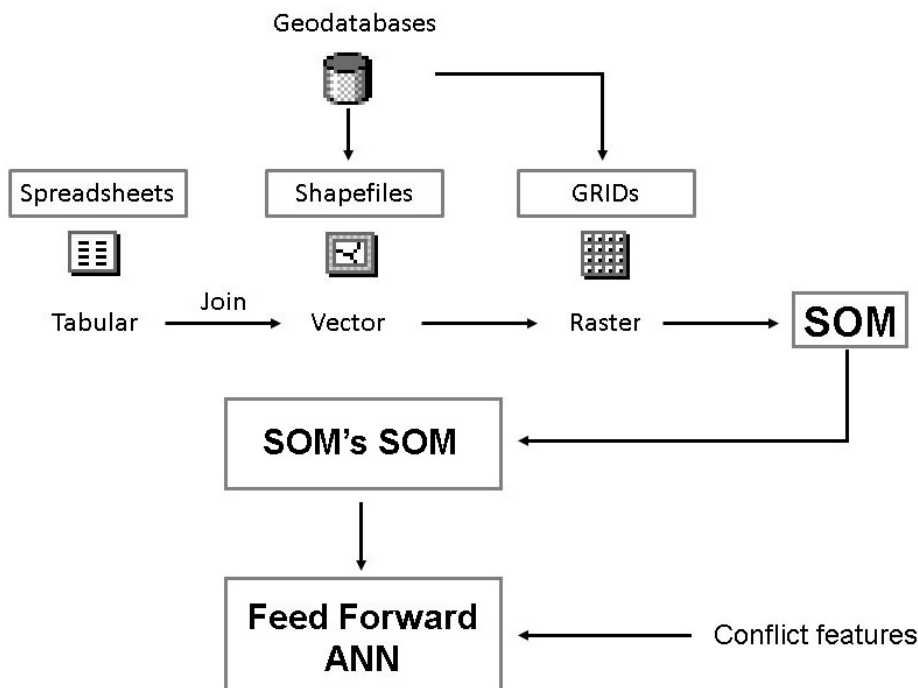 Geodatabases
Spreadsheets
Shapefiles
GRIDs
Tabular
Join
Vector
Raster
SOM
SOM's SOM
Feed Forward
ANN
Conflict features